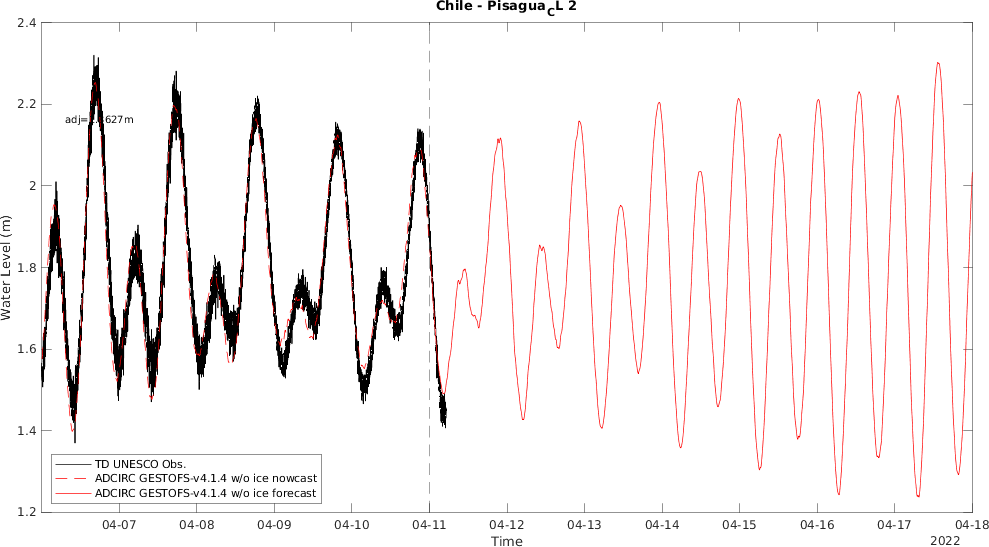 Chile - Pisagua_CL 2
2.4
2.2
2
1.8
1.6
1.4
1.2
Water Level (m)
adj=
627m
TD UNESCO Obs.
ADCIRC GESTOFS-v4.1.4 w/o ice nowcast
ADCIRC GESTOFS-v4.1.4 w/o ice forecast
04-07 04-08 04-09 04-10 04-11 04-12 04-13 04-14 04-15 04-16 04-17 04-18
Time
2022